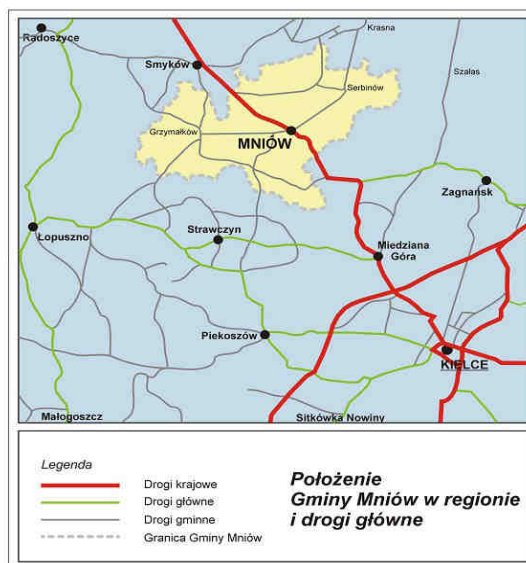 Radoszyce
Krasna
Smyków
Szałas
Serbinów
Grzymałków
MNIÓW
Zagnańsk
Łopuszno
Strawczyn
Miedziana
Góra
Piekoszów
KIELCE
Małogoszcz
Sitkówka Nowiny
Legenda
Drogi krajowe
Drogi główne
Drogi gminne
Granica Gminy Mniów
Położenie
Gminy Mniów w regionie
i drogi główne